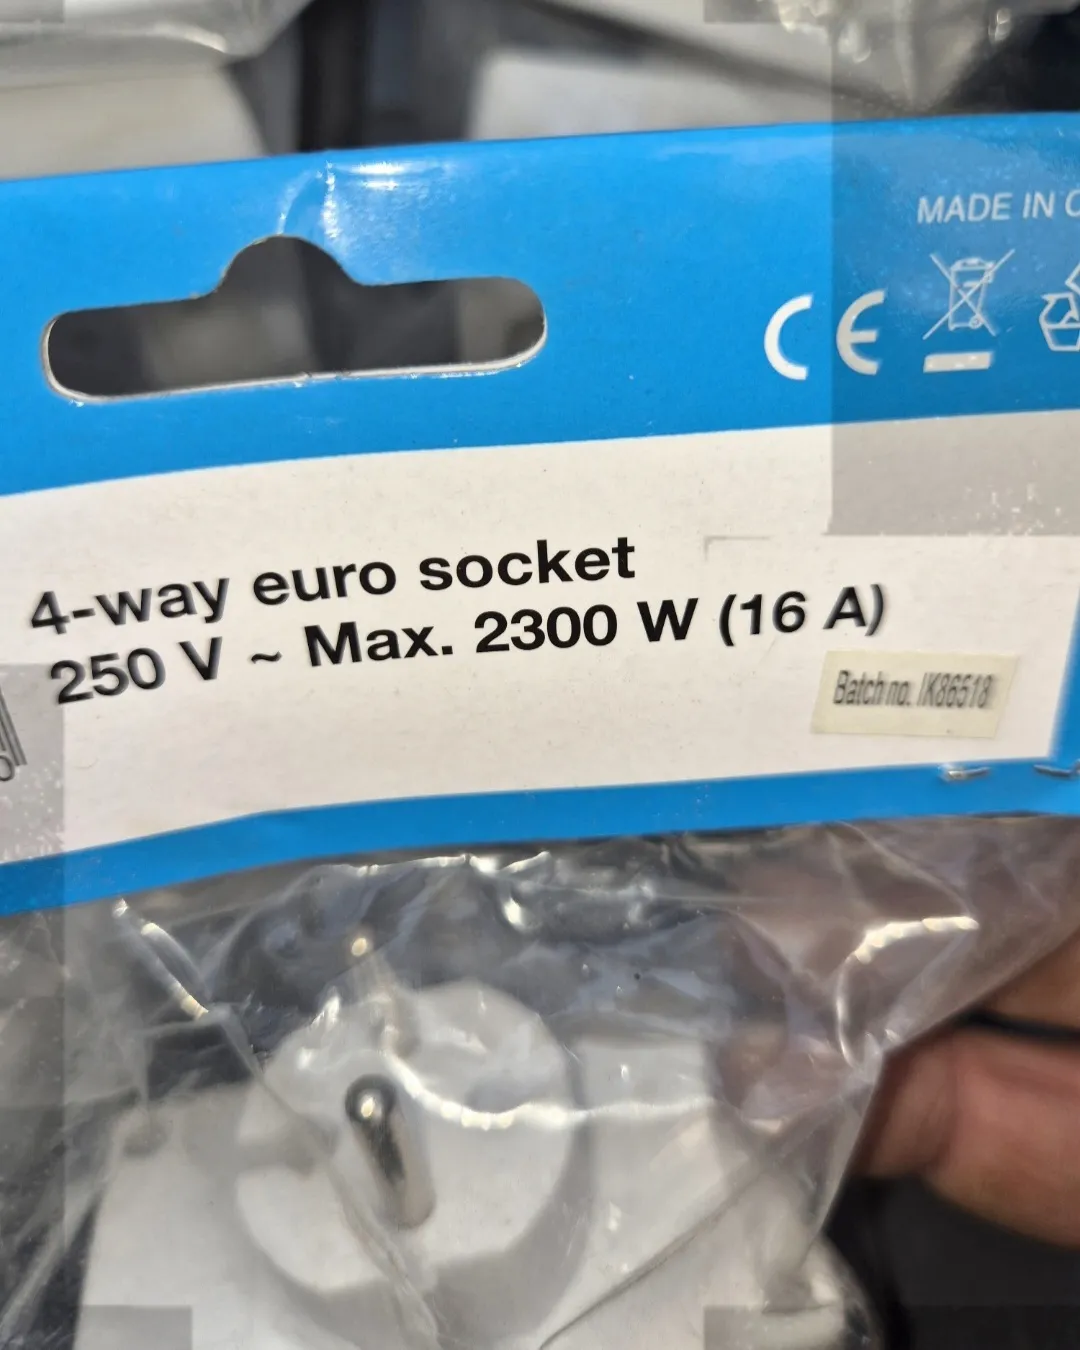 MADE IN
CE
4-way euro socket
250 V ~ Max. 2300 W (16 A)
Batch no. IK86518